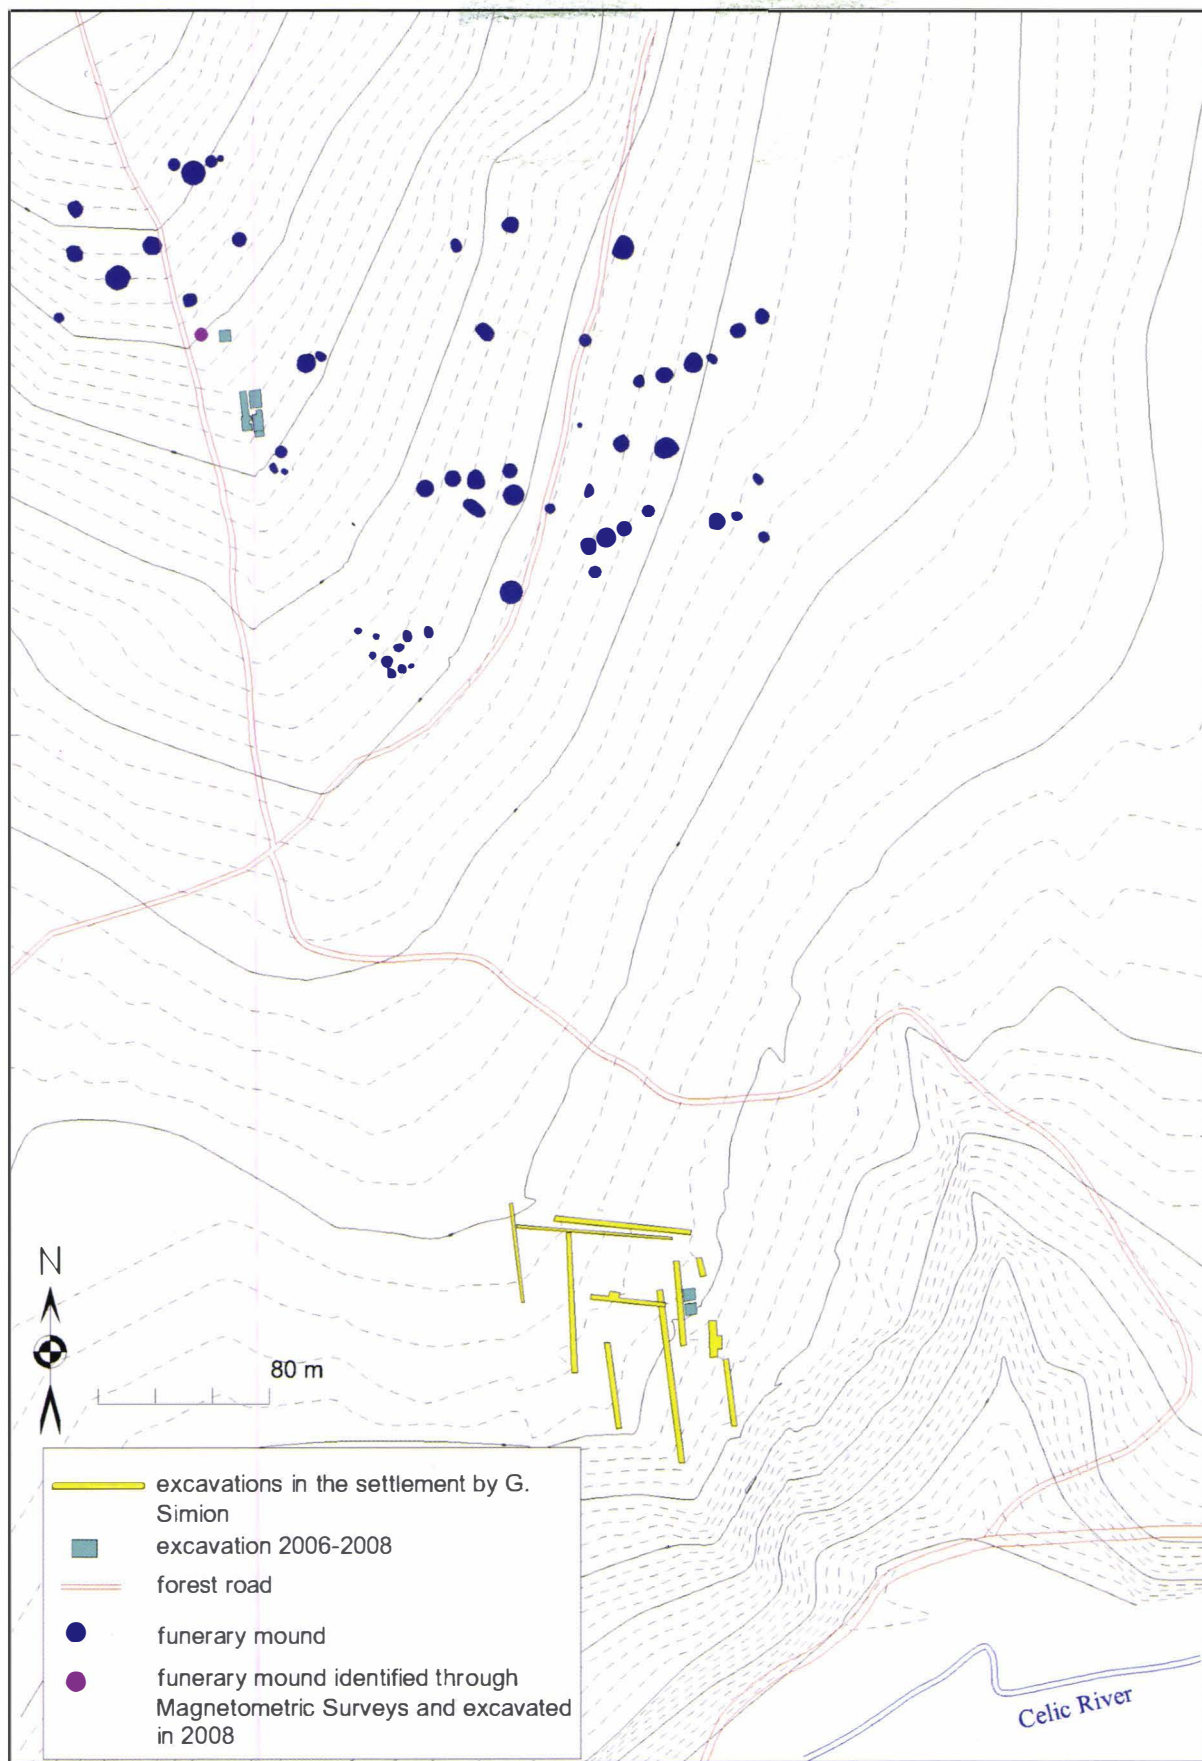 N
80 m
excavations in the settlement by G.
Simion
excavation 2006-2008
forest road
funerary mound
funerary mound identified through
Magnetometric Surveys and excavated
in 2008
Celic River